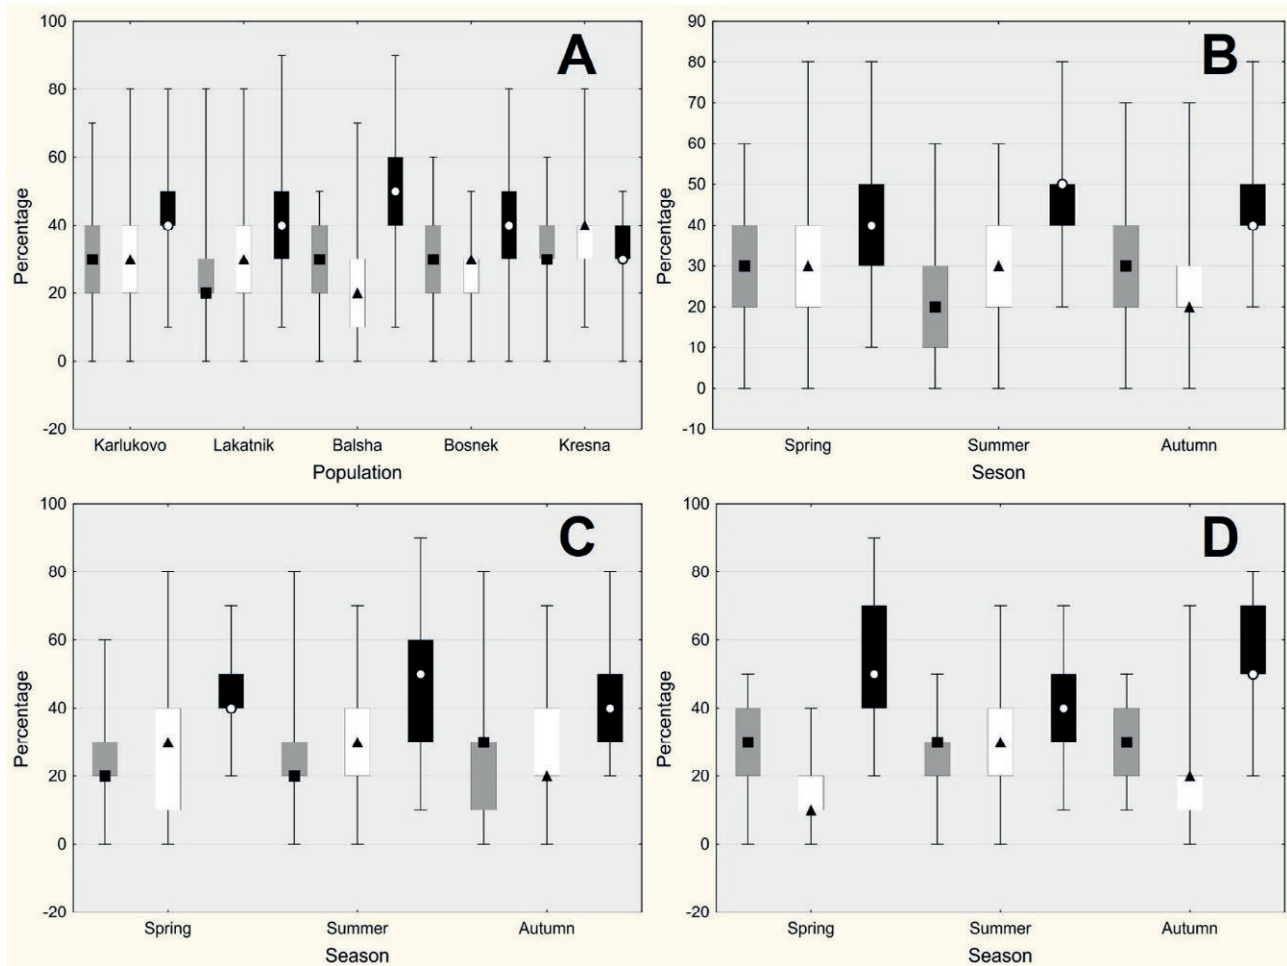 A
Percentage
100
80
60
40
20
0
-20
Karlukovo Lakatnik Balsha Bosnek Kresna
Population
B
Percentage
90
80
70
60
50
40
30
20
10
0
-10
Spring Summer Autumn
Seson
C
Percentage
100
80
60
40
20
0
-20
Spring Summer Autumn
Season
D
Percentage
100
80
60
40
20
0
-20
Spring Summer Autumn
Season